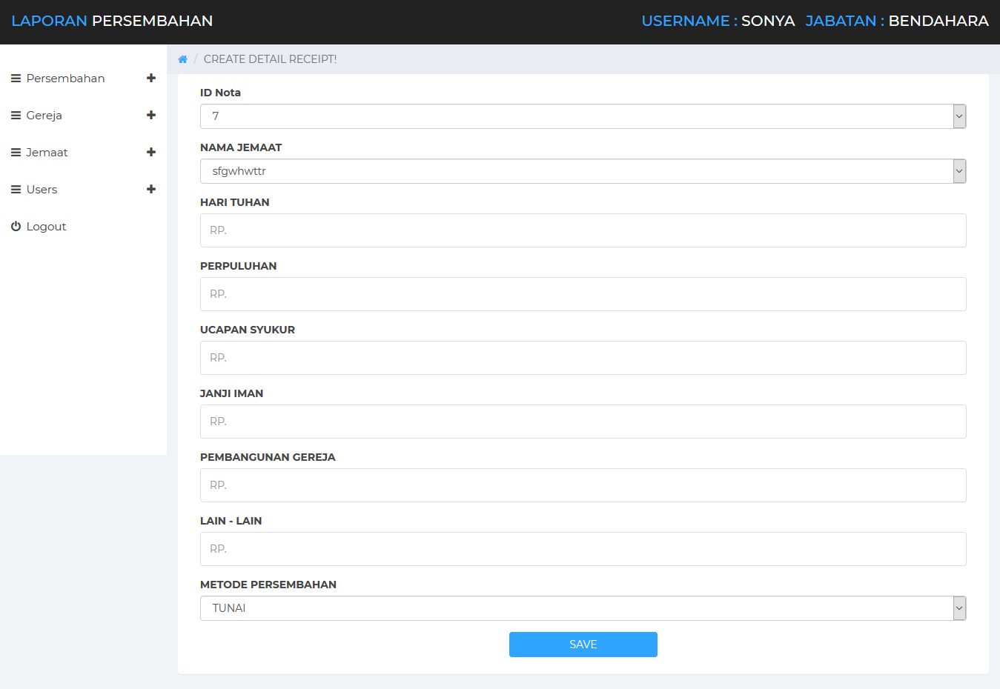 LAPORAN PERSEMBAHAN
USERNAME : SONYA JABATAN : BENDAHARA
Persembahan
Gereja
Jemaat
Users
Logout
/ CREATE DETAIL RECEIPT!
ID Nota
7
NAMA JEMAAT
sfgwhwttr
HARI TUHAN
RP.
PERPULUHAN
RP.
UCAPAN SYUKUR
RP.
JANJI IMAN
RP.
PEMBANGUNAN GEREJA
RP.
LAIN - LAIN
RP.
METODE PERSEMBAHAN
TUNAI
SAVE